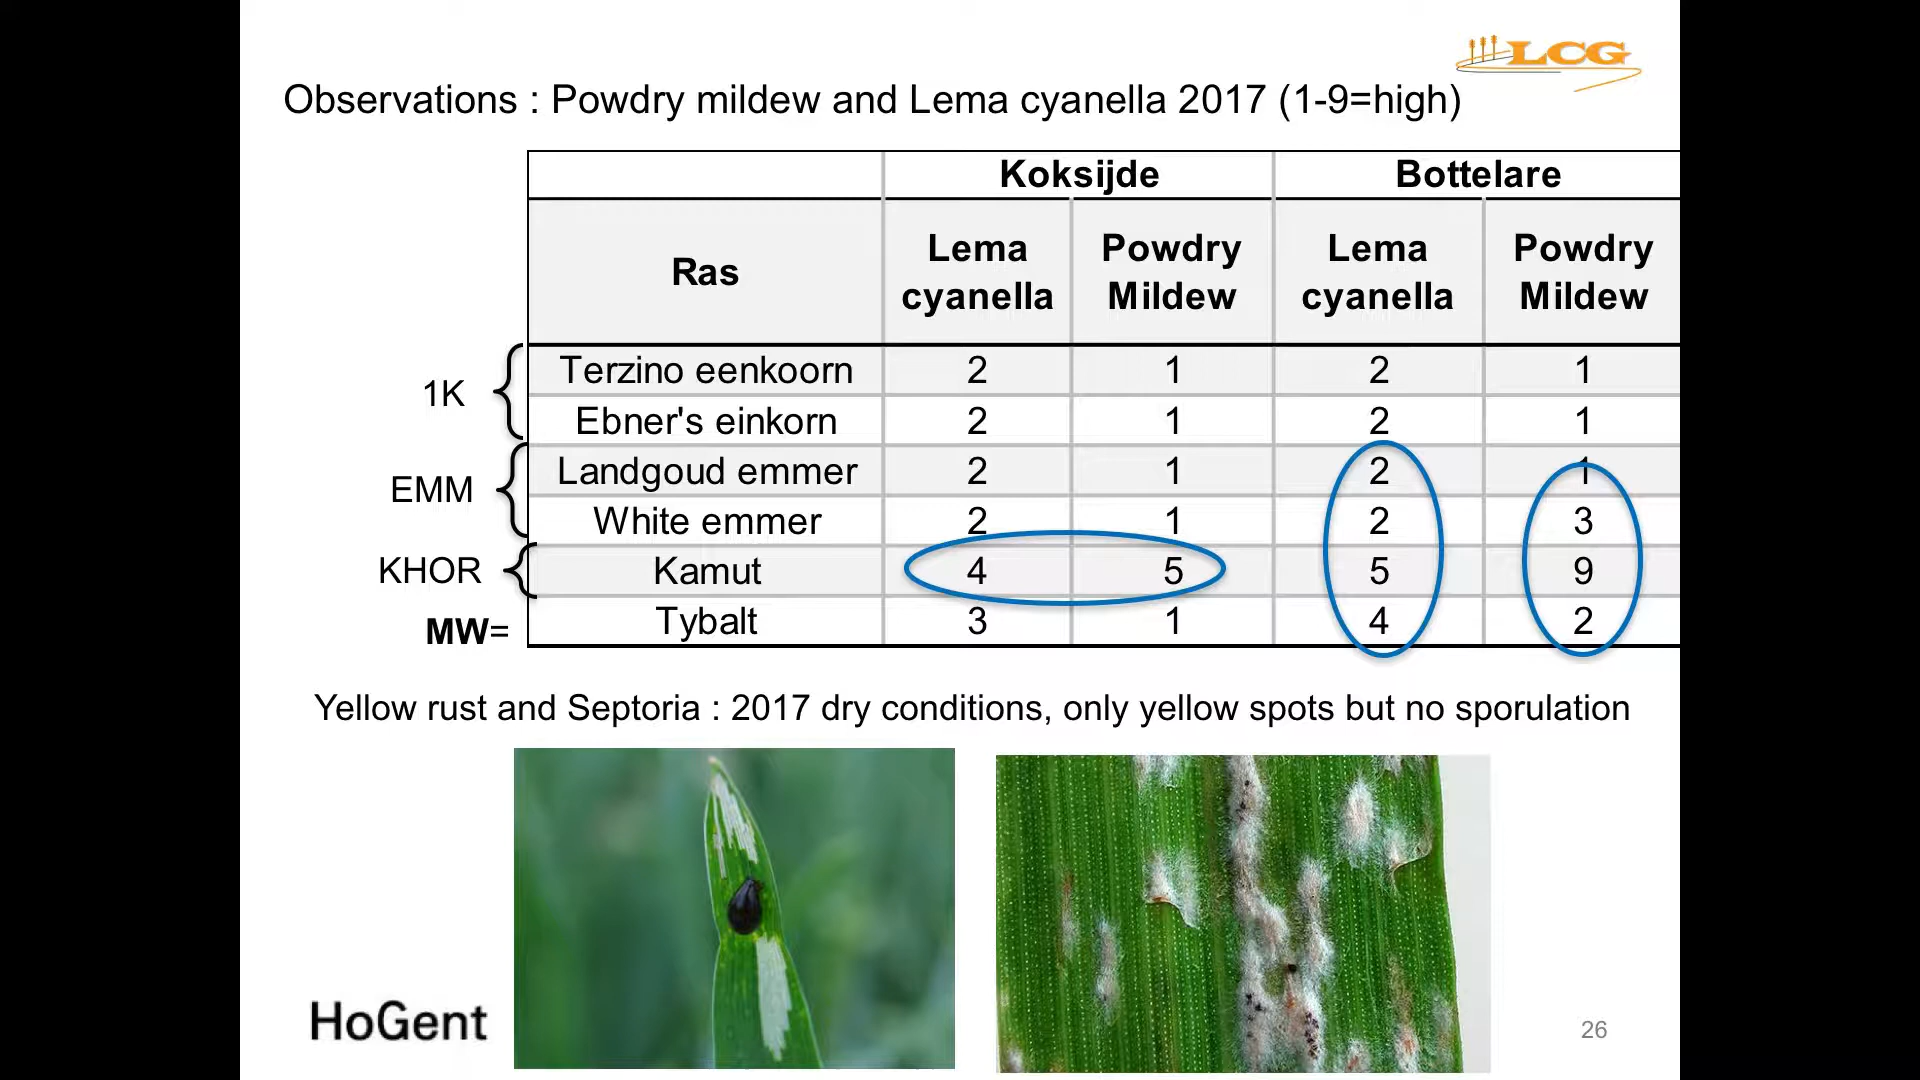 LCG
Observations : Powdry mildew and Lema cyanella 2017 (1-9=high)
Koksijde Bottelare
Ras Lema cyanella Powdry Mildew Lema cyanella Powdry Mildew
1K
Terzino eenkoorn 2 1 2 1
Ebner's einkorn 2 1 2 1
EMM
Landgoud emmer 2 1 2 1
White emmer 2 1 2 3
KHOR Kamut 4 5 5 9
MW= Tybalt 3 1 4 2
Yellow rust and Septoria : 2017 dry conditions, only yellow spots but no sporulation
HoGent
26